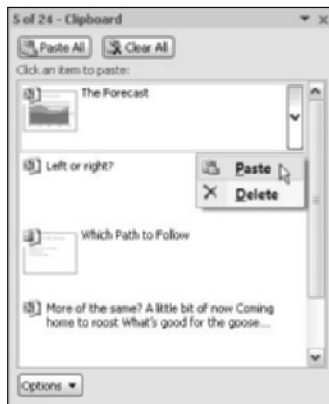 5 of 24 - Clipboard
Paste All Clear All
Click an item to paste:
The Forecast
Left or right?
Paste
Delete
Which Path to Follow
More of the same? A little bit of now Coming
home to roost What's good for the goose...
Options